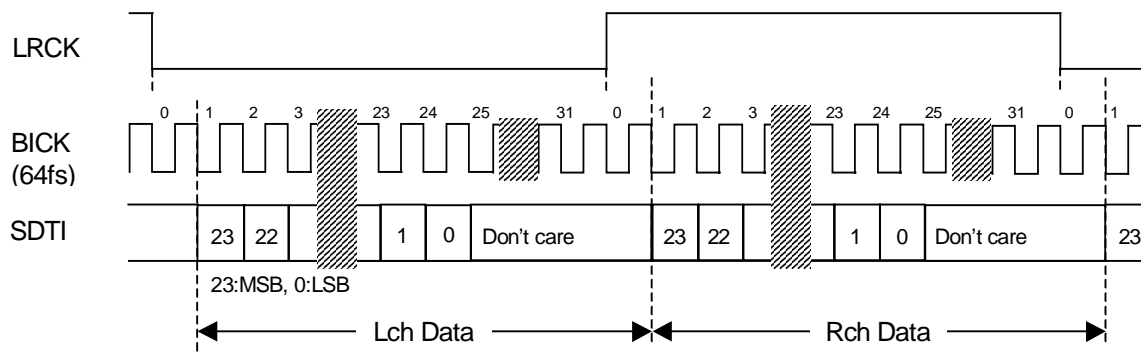 LRCK
0 1 2 3 23 24 25 31 0 1 2 3 23 24 25 31 0 1
BICK
(64fs)
SDTI 23 22 1 0 Don't care 23 22 1 0 Don't care 23
23:MSB, 0:LSB
Lch Data Rch Data